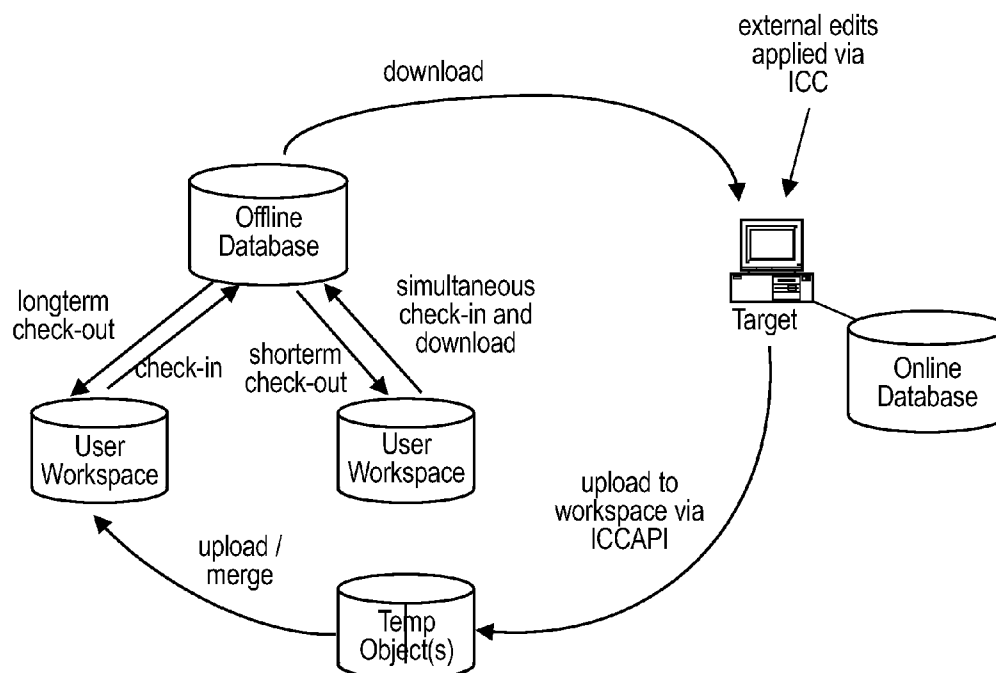 external edits
applied via
ICC
download
Offline
Database
longterm
check-out
check-in
shorterm
check-out
simultaneous
check-in and
download
Target
Online
Database
User
Workspace
User
Workspace
upload to
workspace via
ICCAPI
upload /
merge
Temp
Object(s)